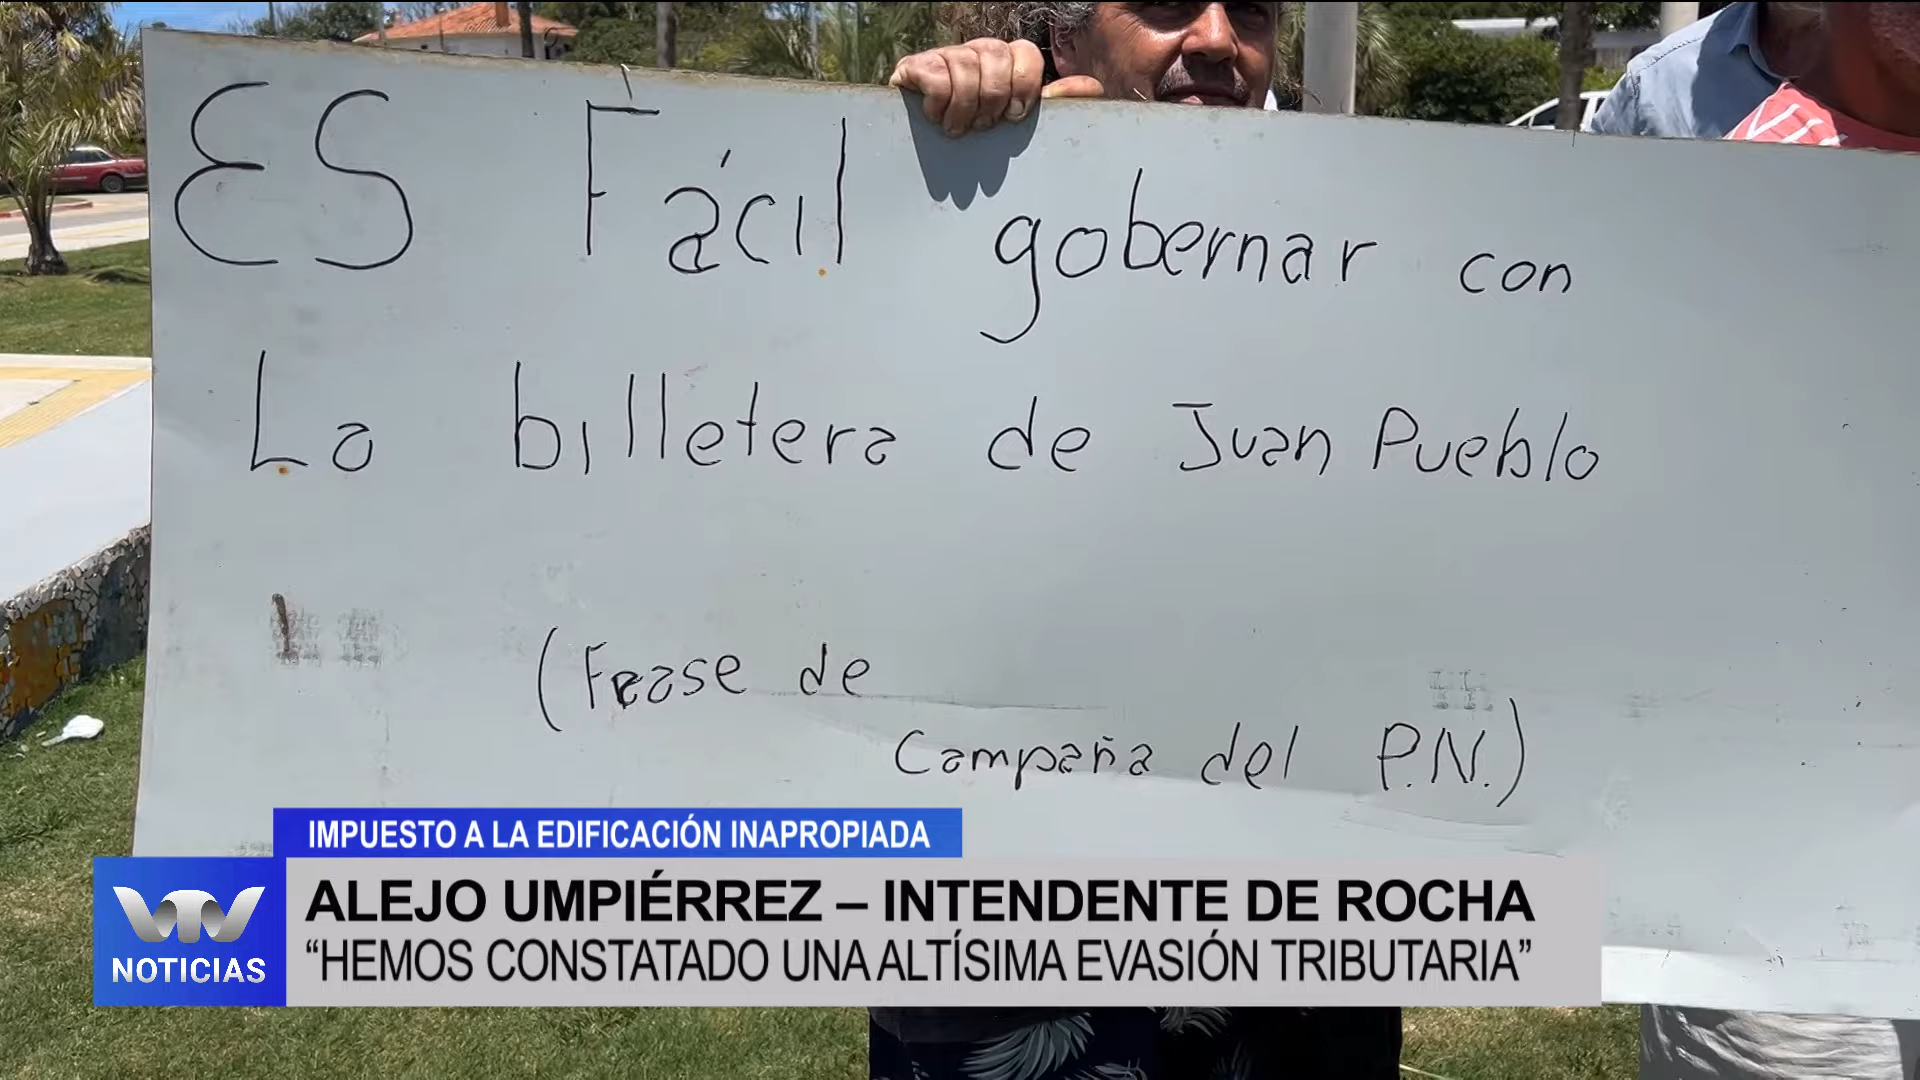 ES Fácil gobernar con
La billetera de Juan Pueblo
(Frase de
Campaña del P.N.)
IMPUESTO A LA EDIFICACIÓN INAPROPIADA
ALEJO UMPIÉRREZ – INTENDENTE DE ROCHA
“HEMOS CONSTATADO UNA ALTÍSIMA EVASIÓN TRIBUTARIA”
VTV
NOTICIAS